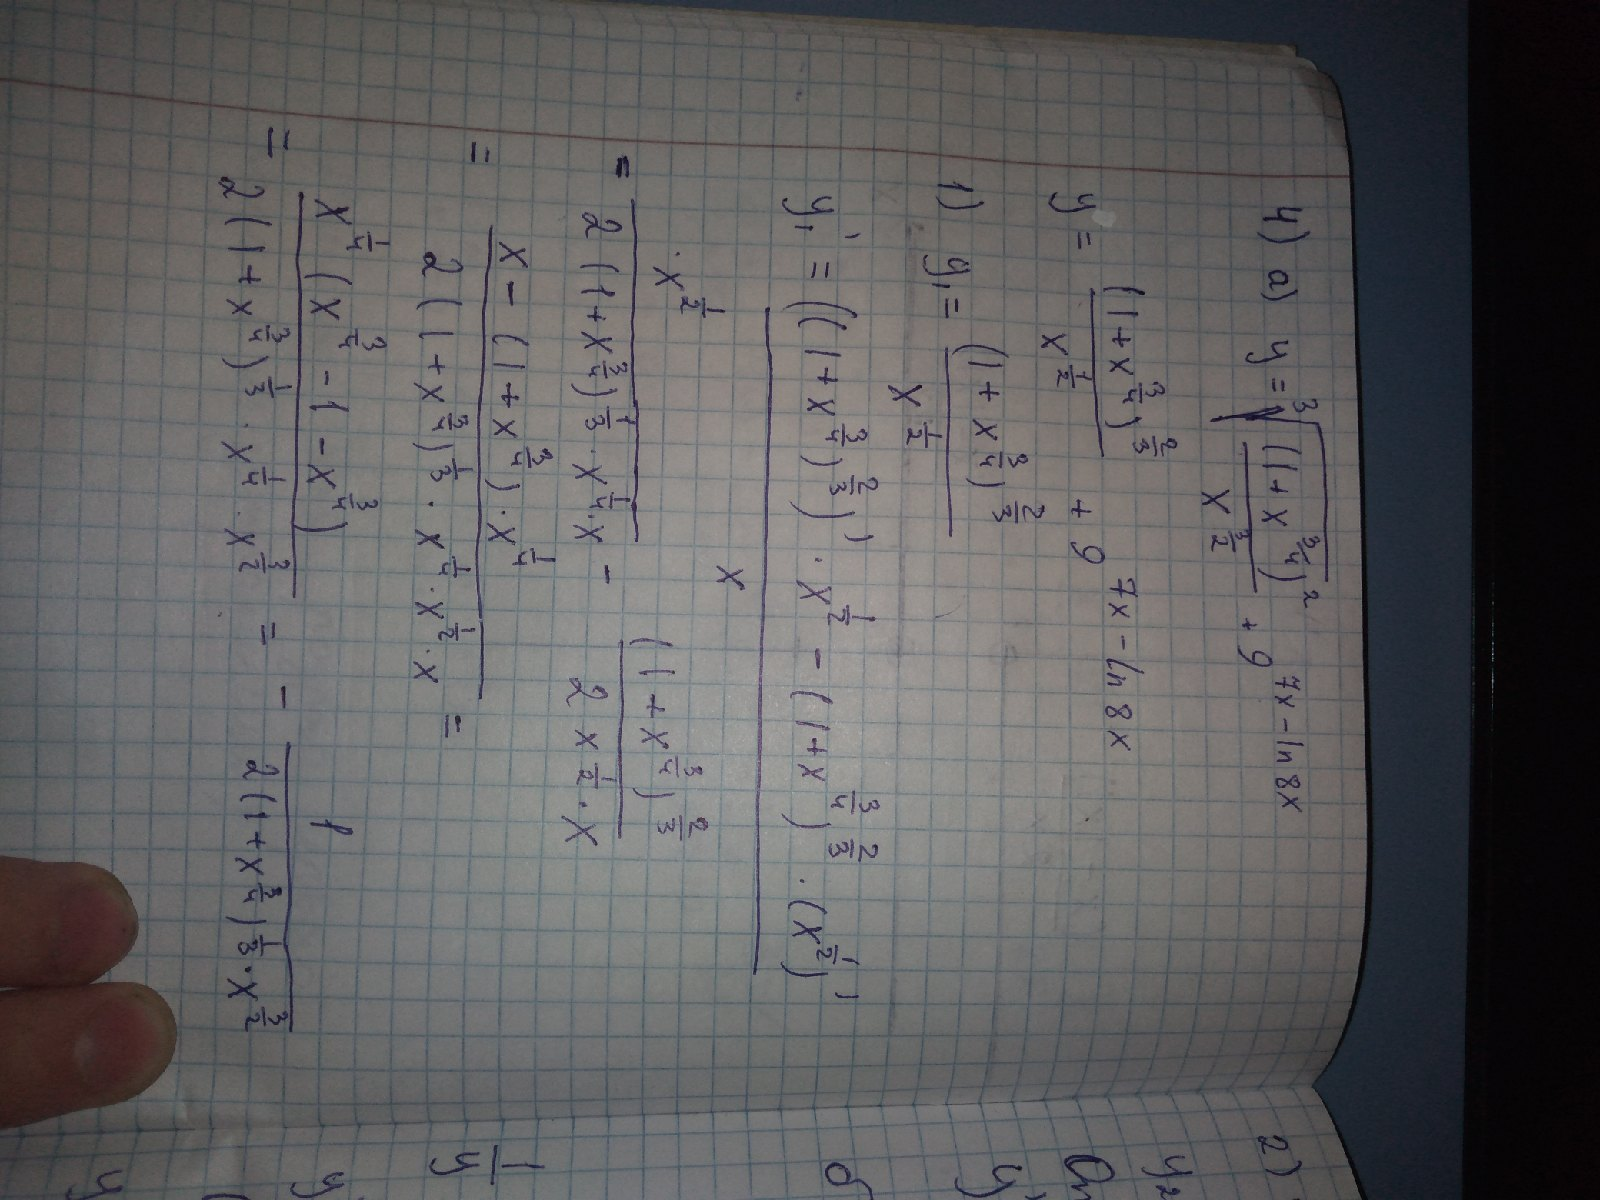 4) a) y = ∛((1 + x^(3/4))^2 / x^(3/2)) + 9^(7x - ln 8x)
y = (1 + x^(3/4))^(2/3) / x^(1/2) + 9^(7x - ln 8x)
1) y₁ = (1 + x^(3/4))^(2/3) / x^(1/2)
y₁' = (((1 + x^(3/4))^(2/3))' · x^(1/2) - (1 + x^(3/4))^(2/3) · (x^(1/2))') / x
= · x^(1/2) / (2 (1 + x^(3/4))^(1/3) · x^(1/4) · x) - (1 + x^(3/4))^(2/3) / (2 x^(1/2) · x)
= (x - (1 + x^(3/4)) · x^(1/4)) / (2 (1 + x^(3/4))^(1/3) · x^(1/4) · x^(1/2) · x) =
= x^(1/4) (x^(3/4) - 1 - x^(3/4)) / (2 (1 + x^(3/4))^(1/3) · x^(1/4) · x^(3/2)) = - 1 / (2 (1 + x^(3/4))^(1/3) · x^(3/2))
2)
y₂
y'
1/y
y'
y